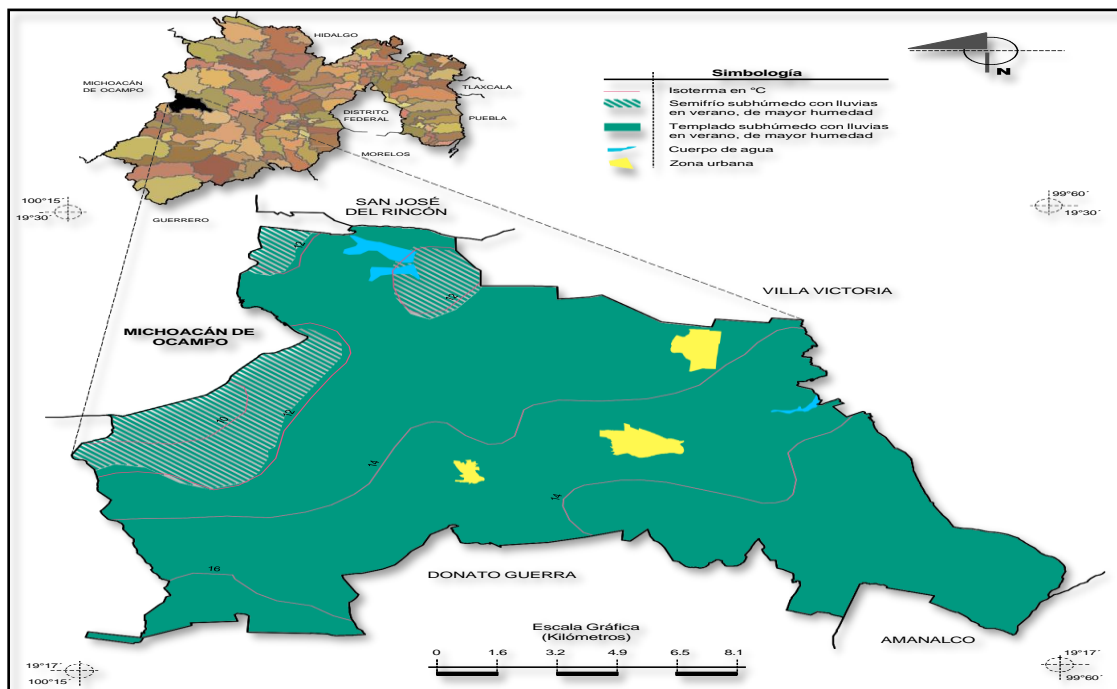 HIDALGO
MICHOACÁN
DE OCAMPO
TLAXCALA
DISTRITO
FEDERAL
PUEBLA
MORELOS
GUERRERO
N
Simbología
Isoterma en °C
Semifrío subhúmedo con lluvias
en verano, de mayor humedad
Templado subhúmedo con lluvias
en verano, de mayor humedad
Cuerpo de agua
Zona urbana
100°15´
19°30´
99°60´
19°30´
SAN JOSÉ
DEL RINCÓN
VILLA VICTORIA
MICHOACÁN DE
OCAMPO
12
12
10
12
14
14
16
DONATO GUERRA
AMANALCO
Escala Gráfica
(Kilómetros)
0 1.6 3.2 4.9 6.5 8.1
19°17´
100°15´
19°17´
99°60´